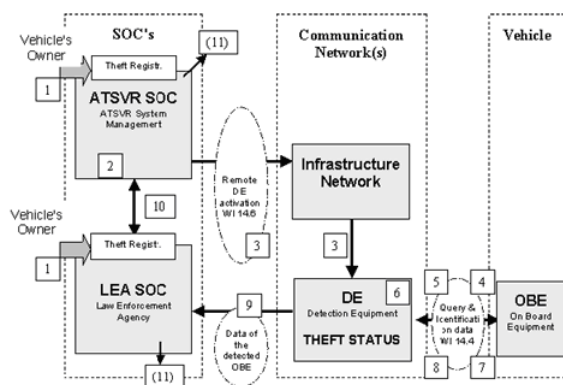 SOC's
Communication
Network(s)
Vehicle
Vehicle's
Owner
1
Theft Registr.
(11)
ATSVR SOC
ATSVR System
Management
2
Remote
DE
activation
WI 14.6
3
Infrastructure
Network
3
10
Vehicle's
Owner
1
Theft Registr.
LEA SOC
Law Enforcement
Agency
(11)
9
Data of
the
detected
OBE
DE
Detection Equipment
THEFT STATUS
6
5
4
Query &
Identificati
on data
WI 14.4
8
7
OBE
On Board
Equipment